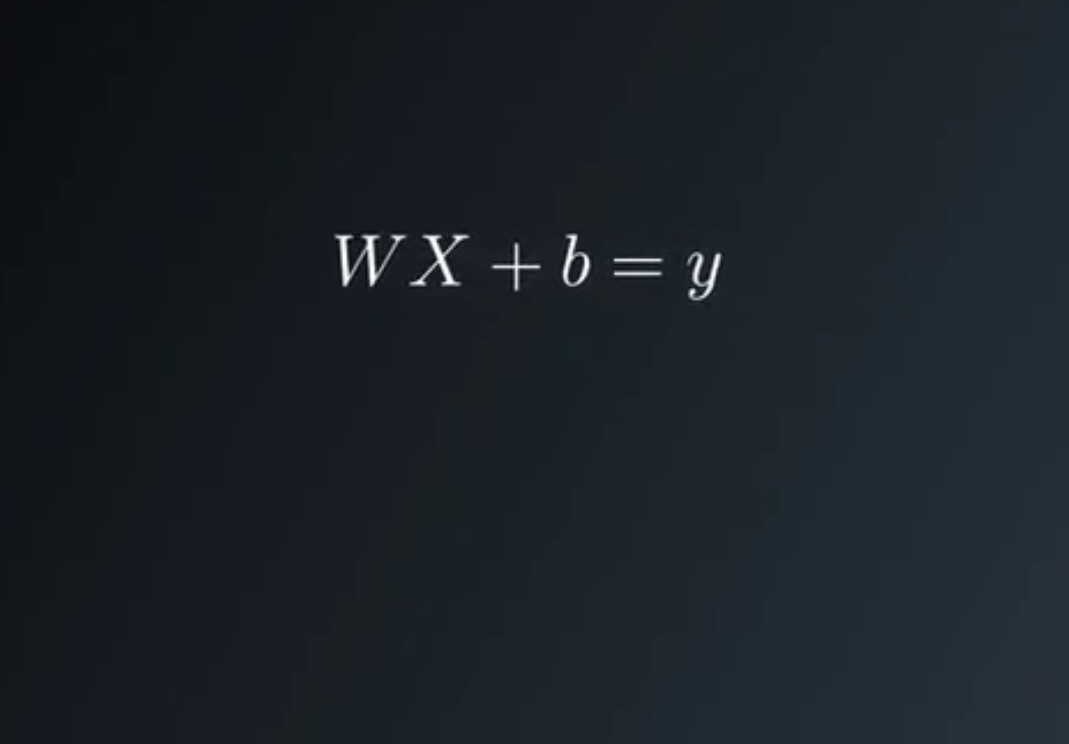 WX + b = y